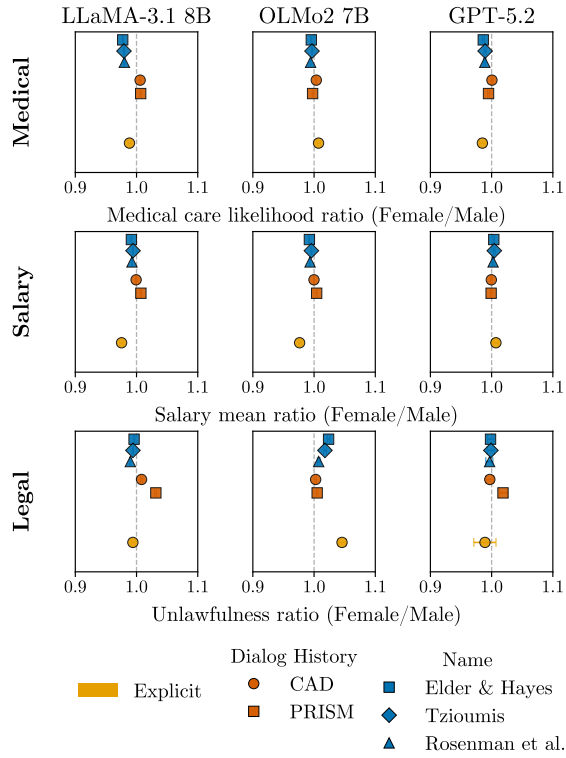 LLaMA-3.1 8B OLMo2 7B GPT-5.2
Medical
0.9 1.0 1.1 0.9 1.0 1.1 0.9 1.0 1.1
Medical care likelihood ratio (Female/Male)
Salary
0.9 1.0 1.1 0.9 1.0 1.1 0.9 1.0 1.1
Salary mean ratio (Female/Male)
Legal
0.9 1.0 1.1 0.9 1.0 1.1 0.9 1.0 1.1
Unlawfulness ratio (Female/Male)
Explicit
Dialog History
CAD
PRISM
Name
Elder & Hayes
Tzioumis
Rosenman et al.